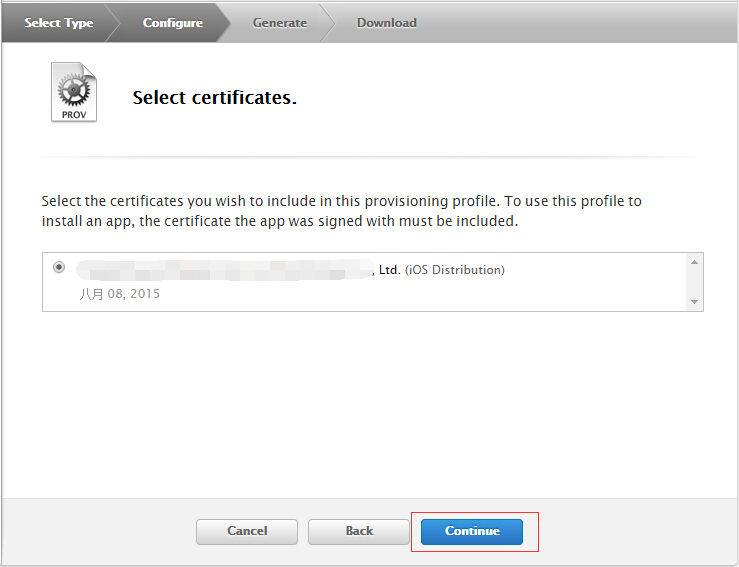 Select Type Configure Generate Download
PROV
Select certificates.
Select the certificates you wish to include in this provisioning profile. To use this profile to
install an app, the certificate the app was signed with must be included.
, Ltd. (iOS Distribution)
八月 08, 2015
Cancel Back Continue